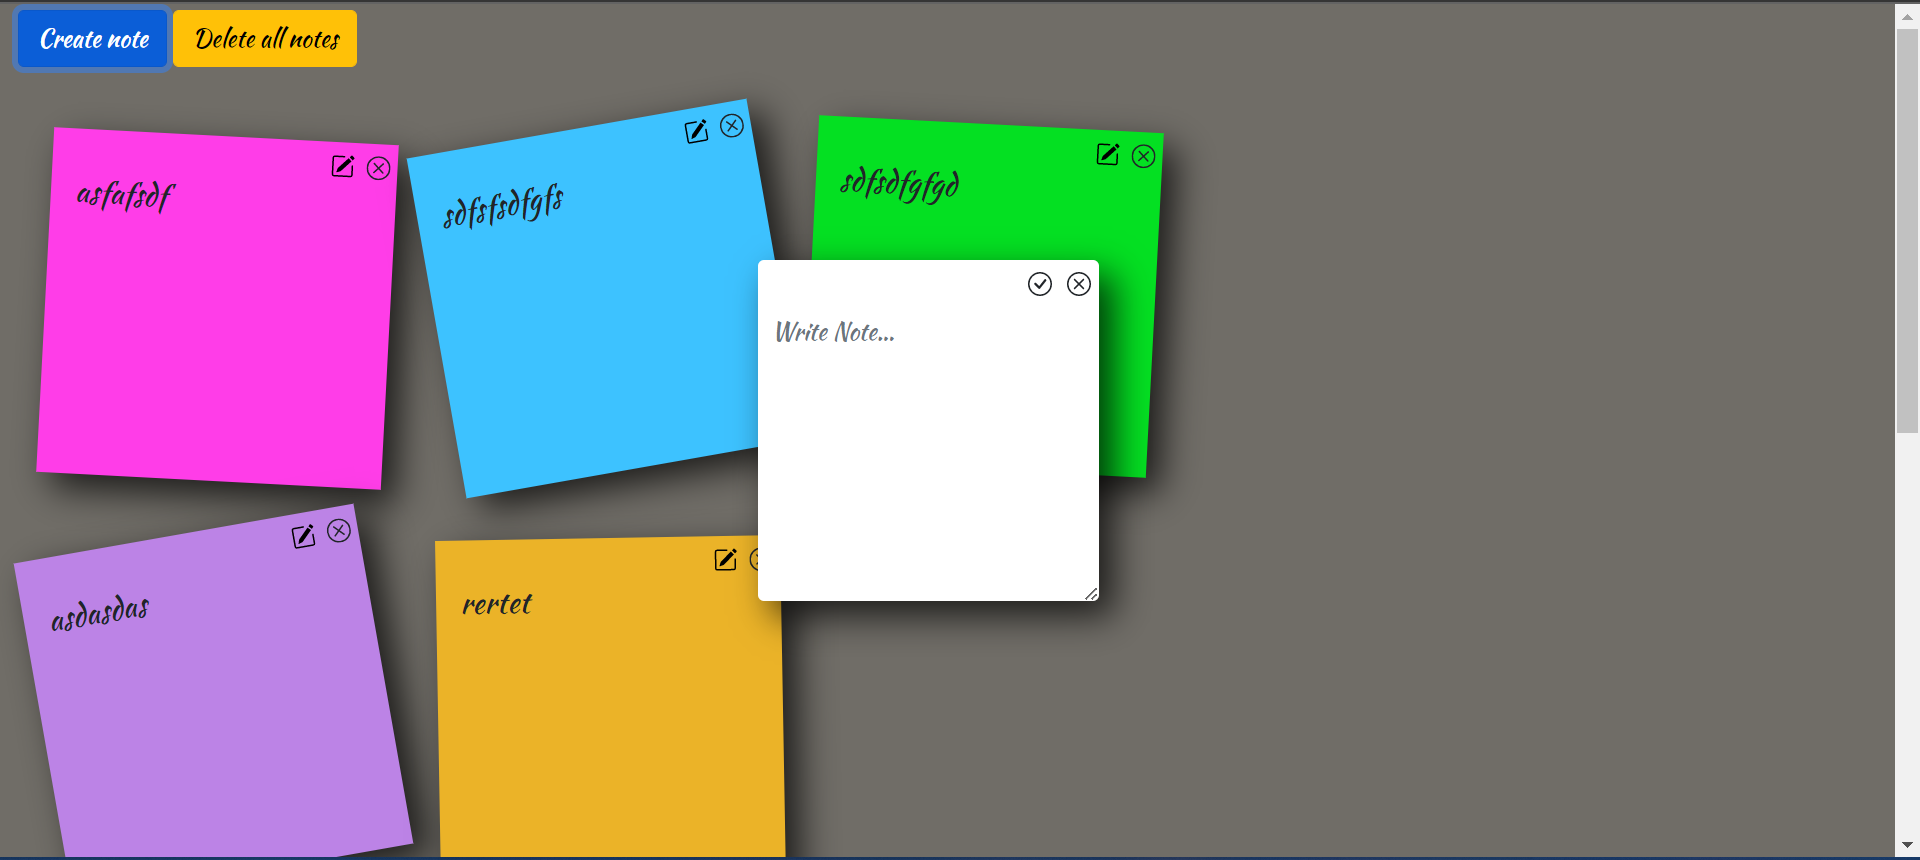 Create note
Delete all notes
asfafsdf
sdfsfsdfgfs
sdfsdfgfgd
Write Note...
asdasdas
rertet